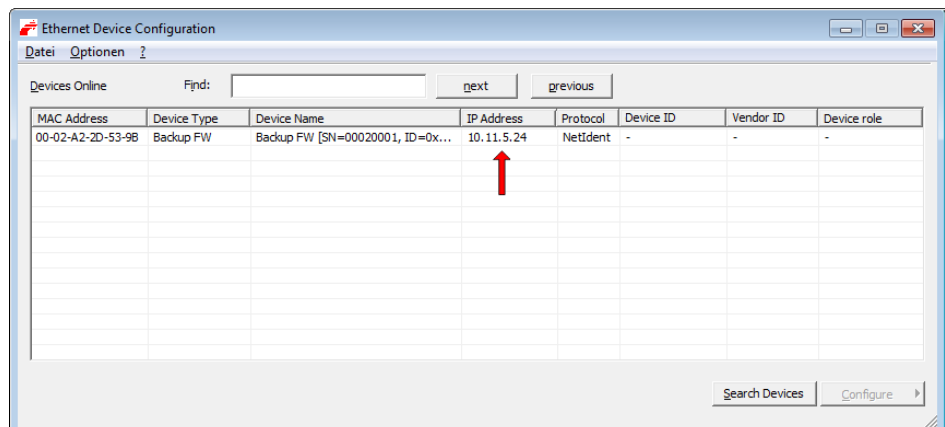 Ethernet Device Configuration
Datei Optionen ?
Devices Online Find: next previous
MAC Address Device Type Device Name IP Address Protocol Device ID Vendor ID Device role
00-02-A2-2D-53-9B Backup FW Backup FW [SN=00020001, ID=0x... 10.11.5.24 NetIdent - - -
Search Devices Configure